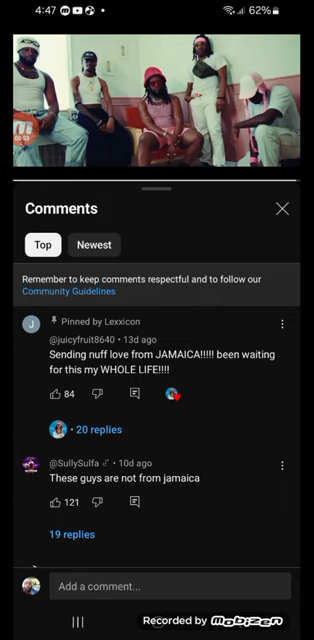 4:47
62%
Comments
Top
Newest
Remember to keep comments respectful and to follow our
Community Guidelines
J
Pinned by Lexxicon
@juicyfruit8640 • 13d ago
Sending nuff love from JAMAICA!!!!! been waiting
for this my WHOLE LIFE!!!!
84
• 20 replies
@SullySulfa ♂ • 10d ago
These guys are not from jamaica
121
19 replies
Add a comment...
Recorded by mobizen